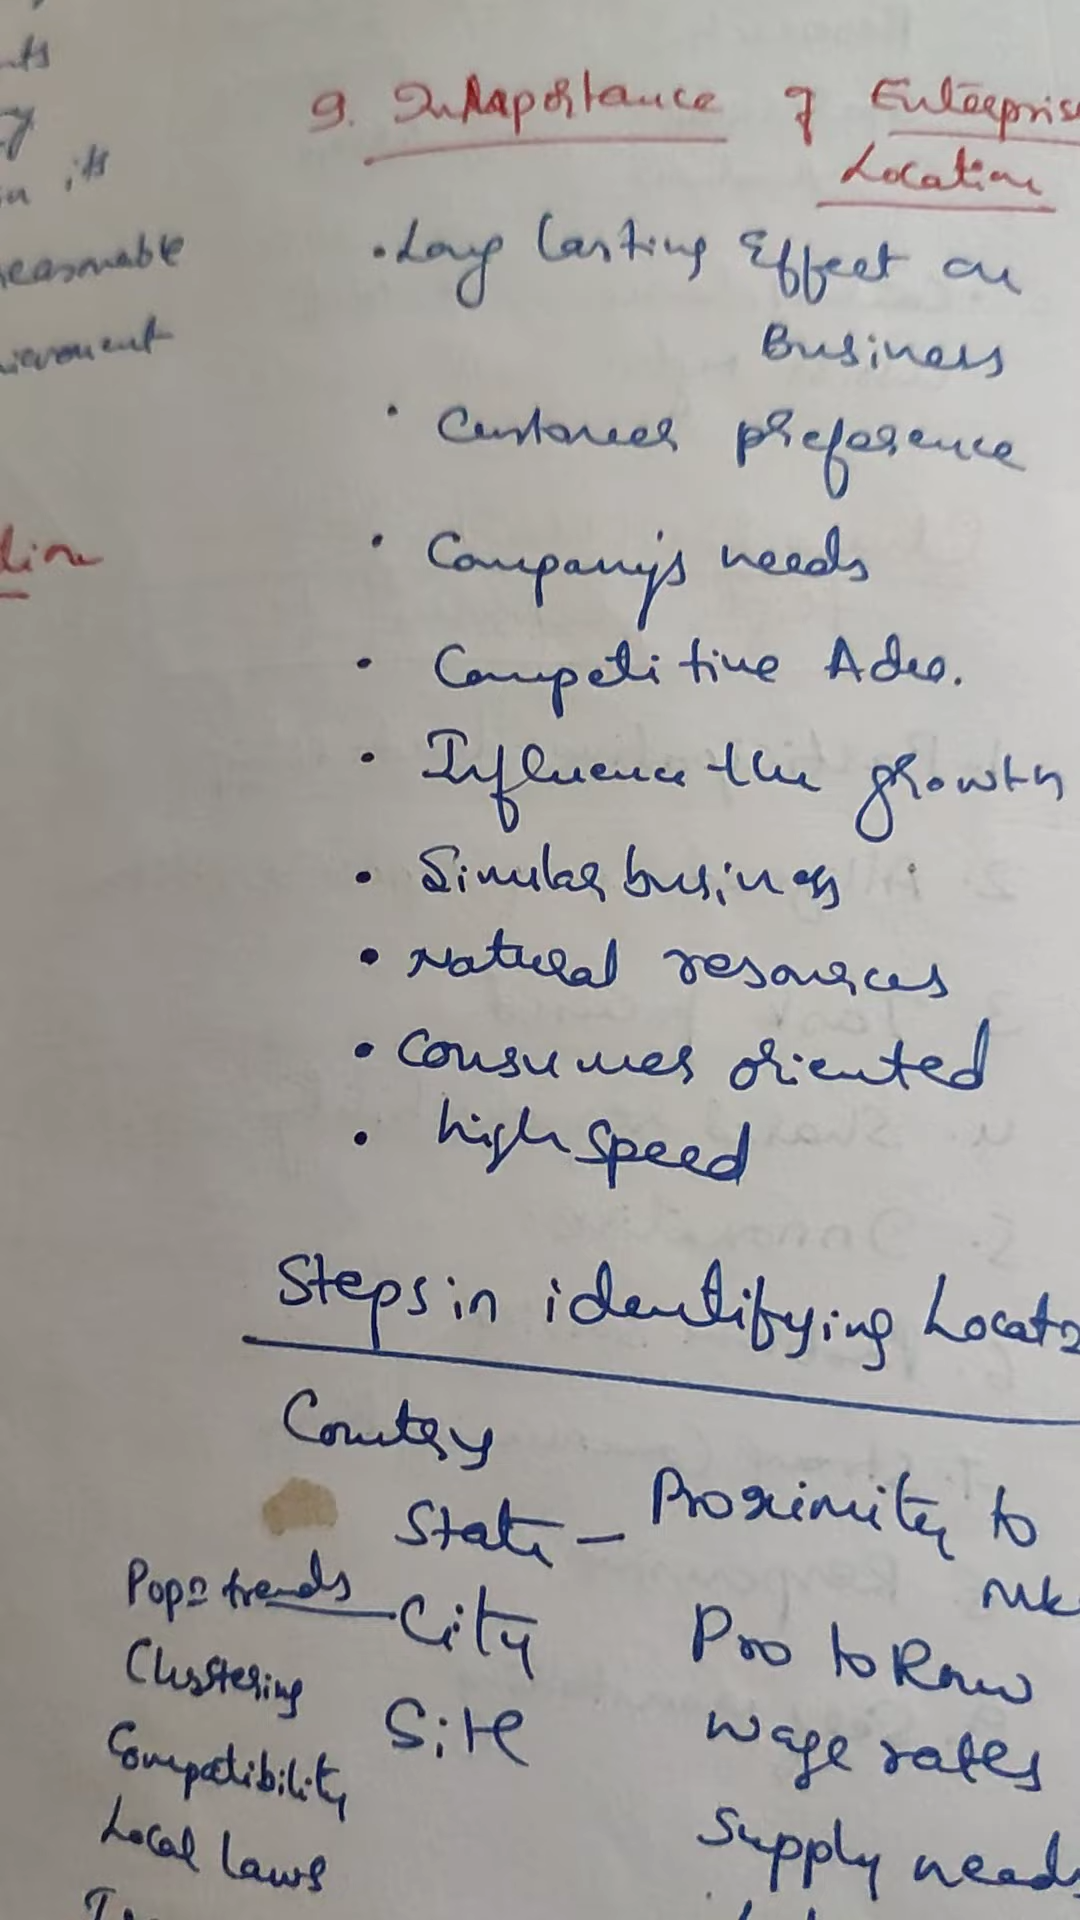 9. Importance of Enterprise
Location
• Long lasting Effect on
Business
• Customer preference
• Company's needs
• Competitive Adv.
• Influence the growth
• Similar business
• Natural resources
• Consumer oriented
• high speed
Steps in identifying Locat
Country
State - Proximity to
Mk
Popn trends City Pro to Raw
Clustering
Site wage rates
Compatibility
Local laws supply needs
its
reasonable